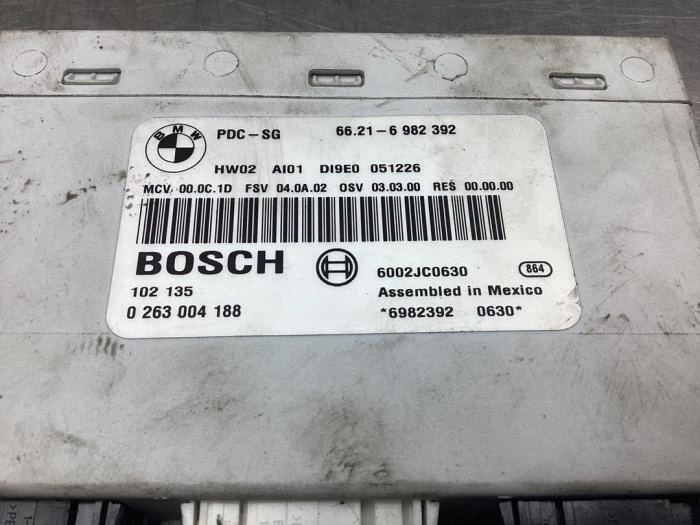 BMW
PDC-SG 66.21-6 982 392
HW02 AI01 DI9E0 051226
MCV 00.0C.1D FSV 04.0A.02 OSV 03.03.00 RES 00.00.00
BOSCH 6002JC0630 864
102 135 Assembled in Mexico
0 263 004 188 *6982392 0630*